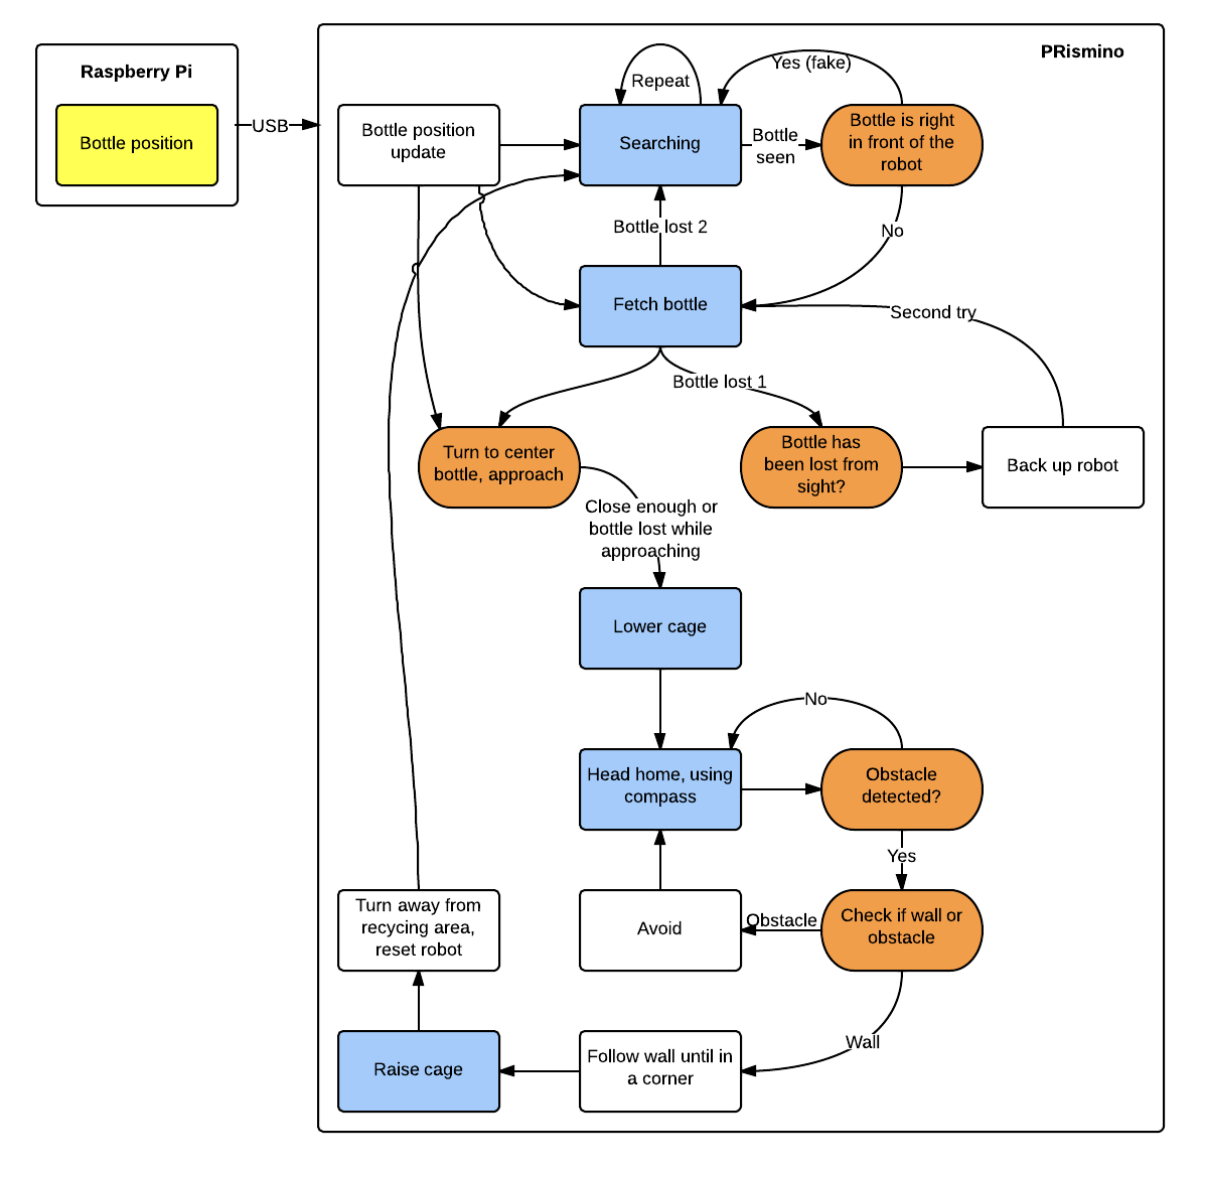 PRismino
Raspberry Pi
Bottle position
USB
Repeat
Yes (fake)
Bottle position
update
Searching
Bottle
seen
Bottle is right
in front of the
robot
Bottle lost 2
No
Fetch bottle
Second try
Bottle lost 1
Turn to center
bottle, approach
Bottle has
been lost from
sight?
Back up robot
Close enough or
bottle lost while
approaching
Lower cage
No
Head home, using
compass
Obstacle
detected?
Yes
Turn away from
recycing area,
reset robot
Avoid
Obstacle
Check if wall or
obstacle
Wall
Raise cage
Follow wall until in
a corner